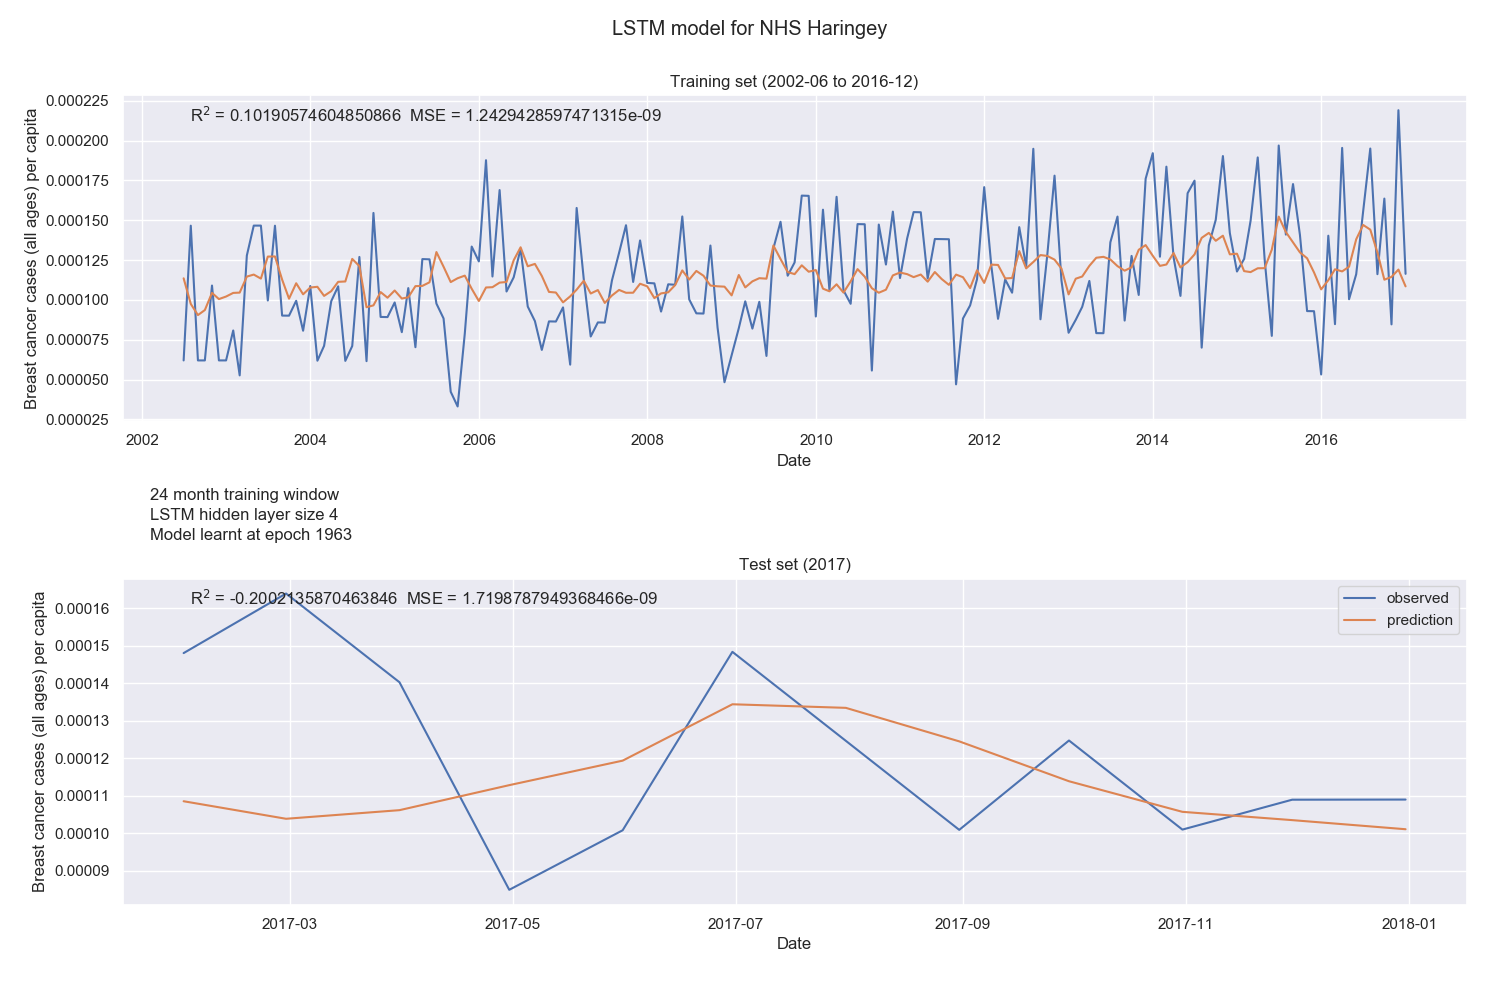 LSTM model for NHS Haringey
Training set (2002-06 to 2016-12)
R² = 0.10190574604850866 MSE = 1.2429428597471315e-09
Breast cancer cases (all ages) per capita
0.000225
0.000200
0.000175
0.000150
0.000125
0.000100
0.000075
0.000050
0.000025
2002 2004 2006 2008 2010 2012 2014 2016
Date
24 month training window
LSTM hidden layer size 4
Model learnt at epoch 1963
Test set (2017)
R² = -0.2002135870463846 MSE = 1.7198787949368466e-09
observed
prediction
Breast cancer cases (all ages) per capita
0.00016
0.00015
0.00014
0.00013
0.00012
0.00011
0.00010
0.00009
2017-03 2017-05 2017-07 2017-09 2017-11 2018-01
Date